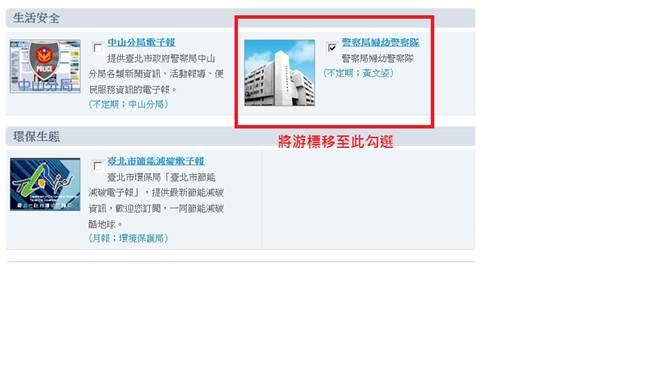 生活安全
中山分局電子報
提供臺北市政府警察局中山
分局各類新聞資訊、活動報導、便
民服務資訊的電子報。
(不定期；中山分局)
POLICE
中山分局
警察局婦幼警察隊
警察局婦幼警察隊
(不定期；黃文姿)
將游標移至此勾選
環保生態
臺北市節能減碳電子報
臺北市環保局「臺北市節能
減碳電子報」，提供最新節能減碳
資訊，歡迎您訂閱，一同節能減碳
酷地球。
(月報；環境保護局)